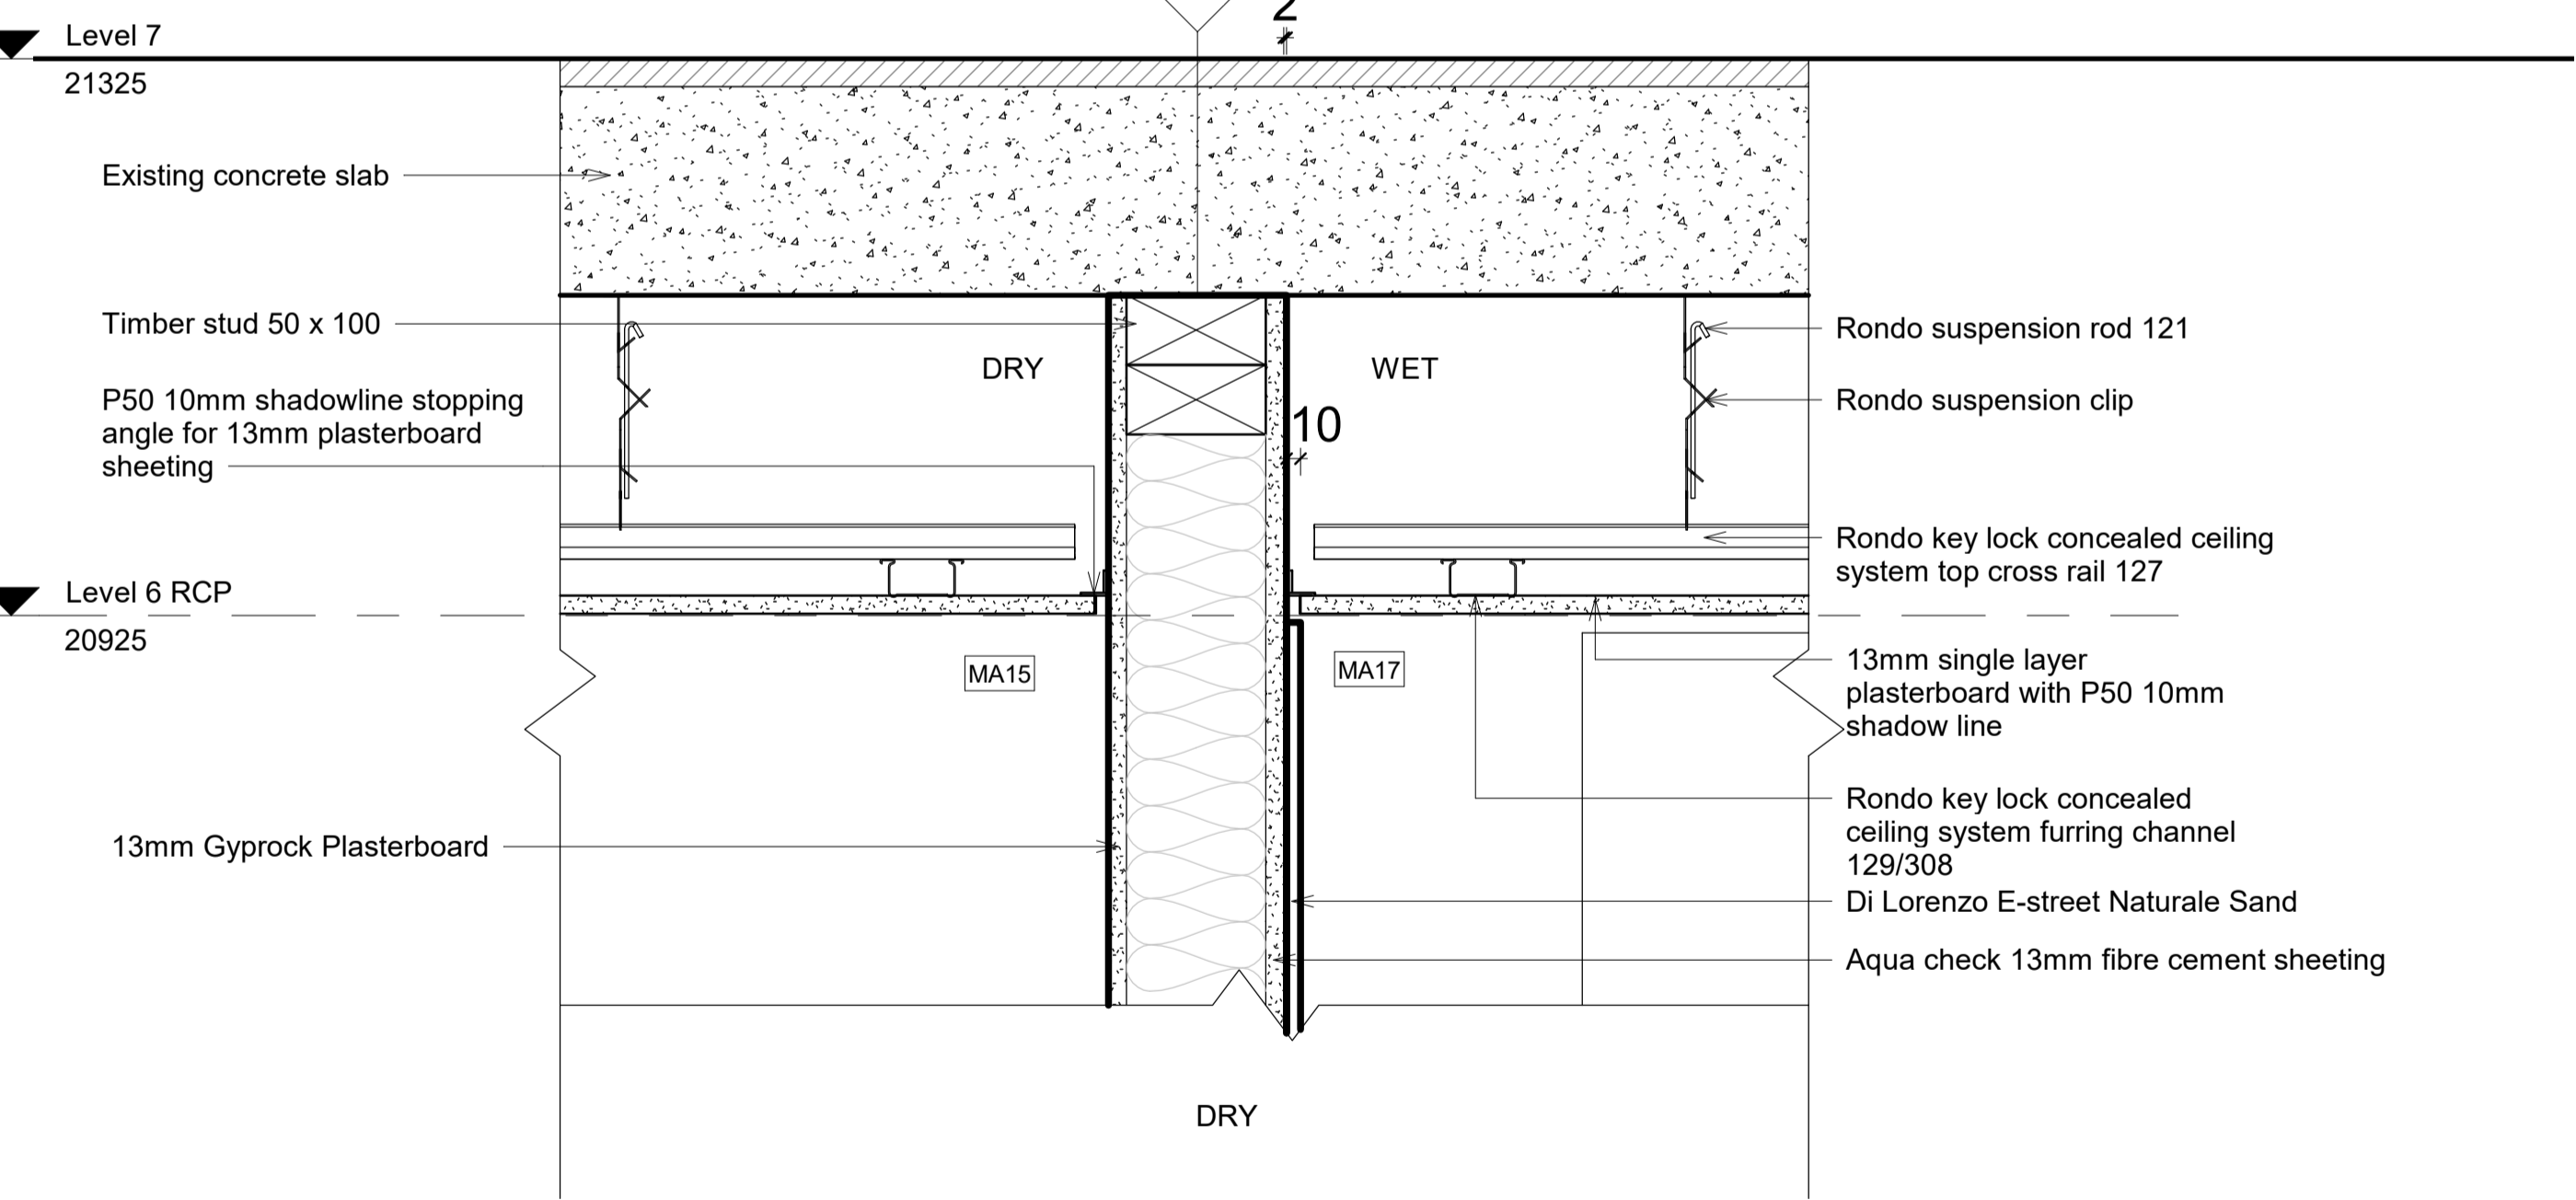 2
Level 7
21325
Existing concrete slab
Timber stud 50 x 100
P50 10mm shadowline stopping
angle for 13mm plasterboard
sheeting
Level 6 RCP
20925
13mm Gyprock Plasterboard
DRY
WET
10
MA15
MA17
DRY
Rondo suspension rod 121
Rondo suspension clip
Rondo key lock concealed ceiling
system top cross rail 127
13mm single layer
plasterboard with P50 10mm
shadow line
Rondo key lock concealed
ceiling system furring channel
129/308
Di Lorenzo E-street Naturale Sand
Aqua check 13mm fibre cement sheeting